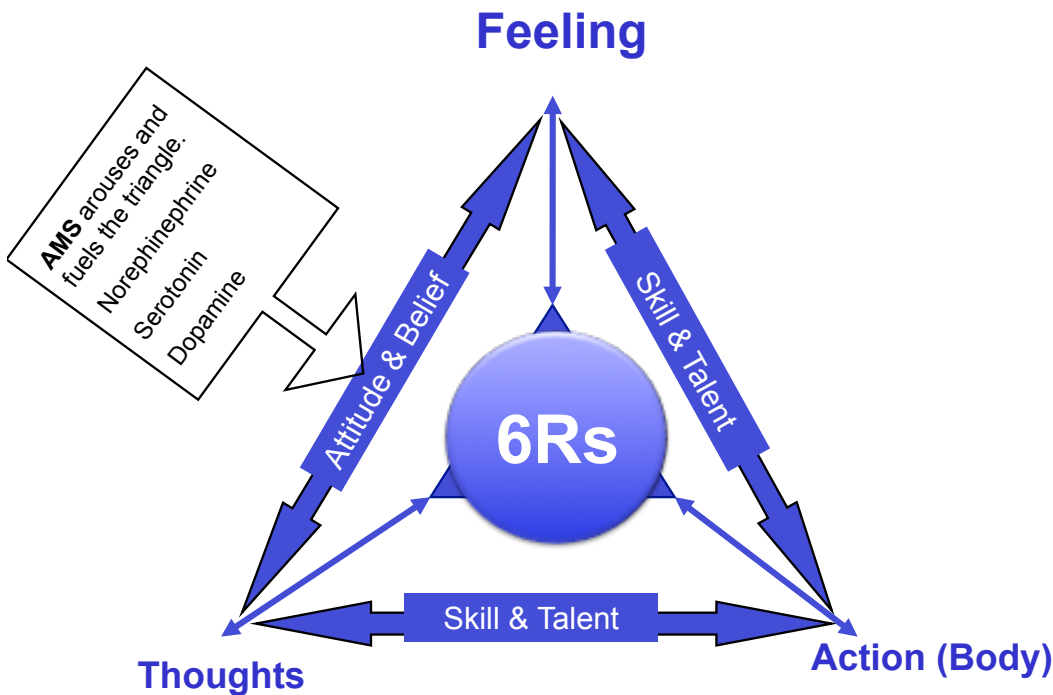 Feeling
AMS arouses and
fuels the triangle.
Norephinephrine
Serotonin
Dopamine
Attitude & Belief
Skill & Talent
6Rs
Skill & Talent
Thoughts
Action (Body)